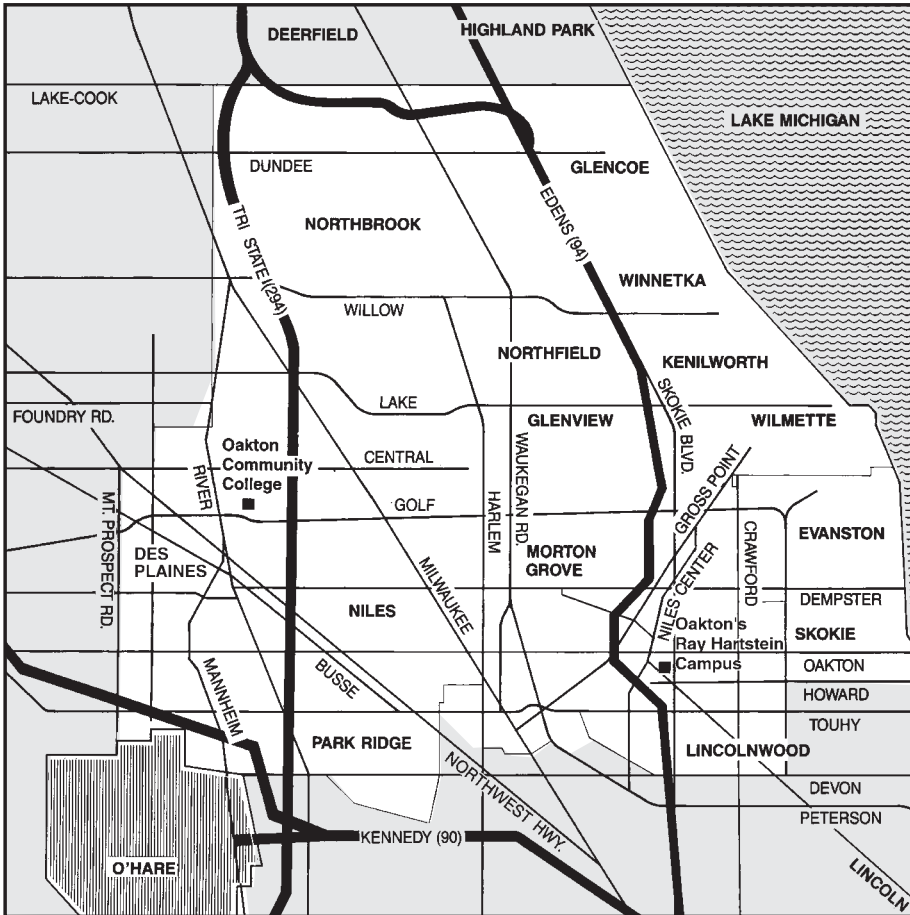 DEERFIELD
HIGHLAND PARK
LAKE-COOK
LAKE MICHIGAN
DUNDEE
GLENCOE
EDENS (94)
TRI STATE I(294)
NORTHBROOK
WINNETKA
WILLOW
NORTHFIELD
KENILWORTH
SKOKIE BLVD.
LAKE
FOUNDRY RD.
GLENVIEW
WILMETTE
Oakton
Community
College
WAUKEGAN RD.
CENTRAL
GROSS POINT
RIVER
HARLEM
GOLF
MT. PROSPECT RD.
CRAWFORD
EVANSTON
DES
PLAINES
MORTON
GROVE
MILWAUKEE
NILES CENTER
NILES
DEMPSTER
Oakton's
Ray Hartstein
Campus
SKOKIE
MANNHEIM
BUSSE
OAKTON
HOWARD
TOUHY
PARK RIDGE
LINCOLNWOOD
NORTHWEST HWY.
DEVON
PETERSON
KENNEDY (90)
O'HARE
LINCOLN